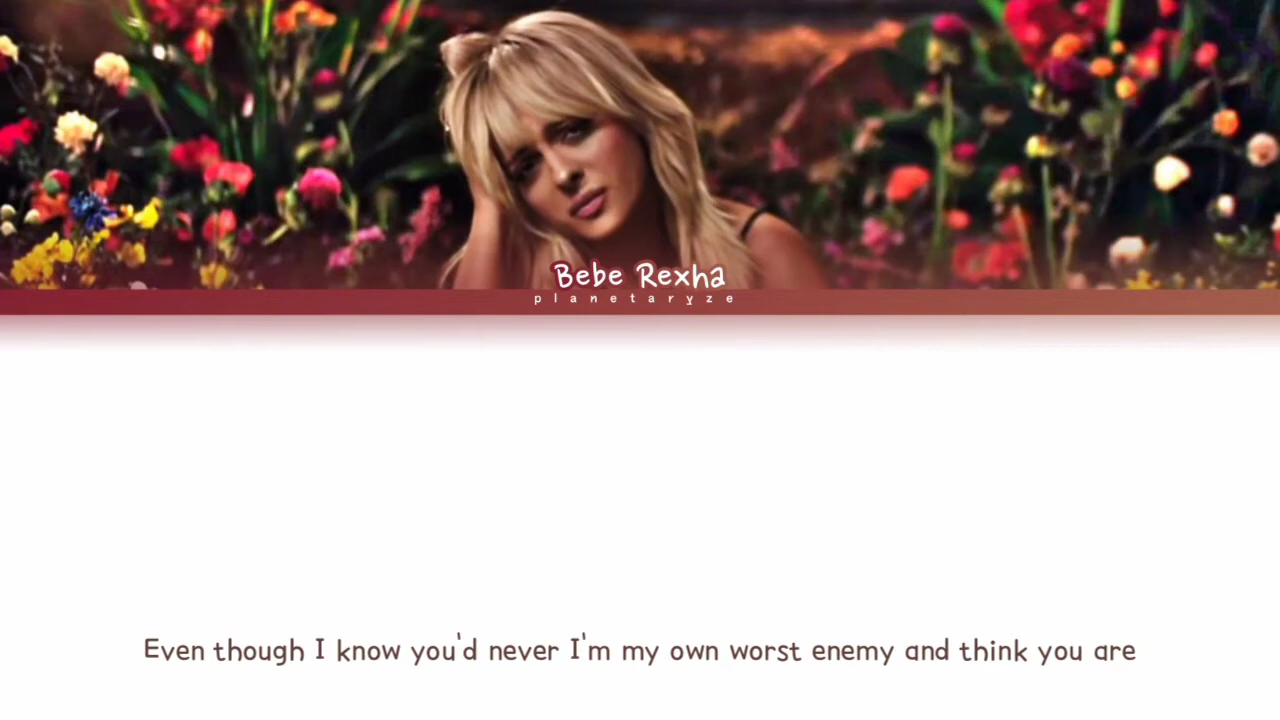 Bebe Rexha
planetaryze
Even though I know you'd never I'm my own worst enemy and think you are